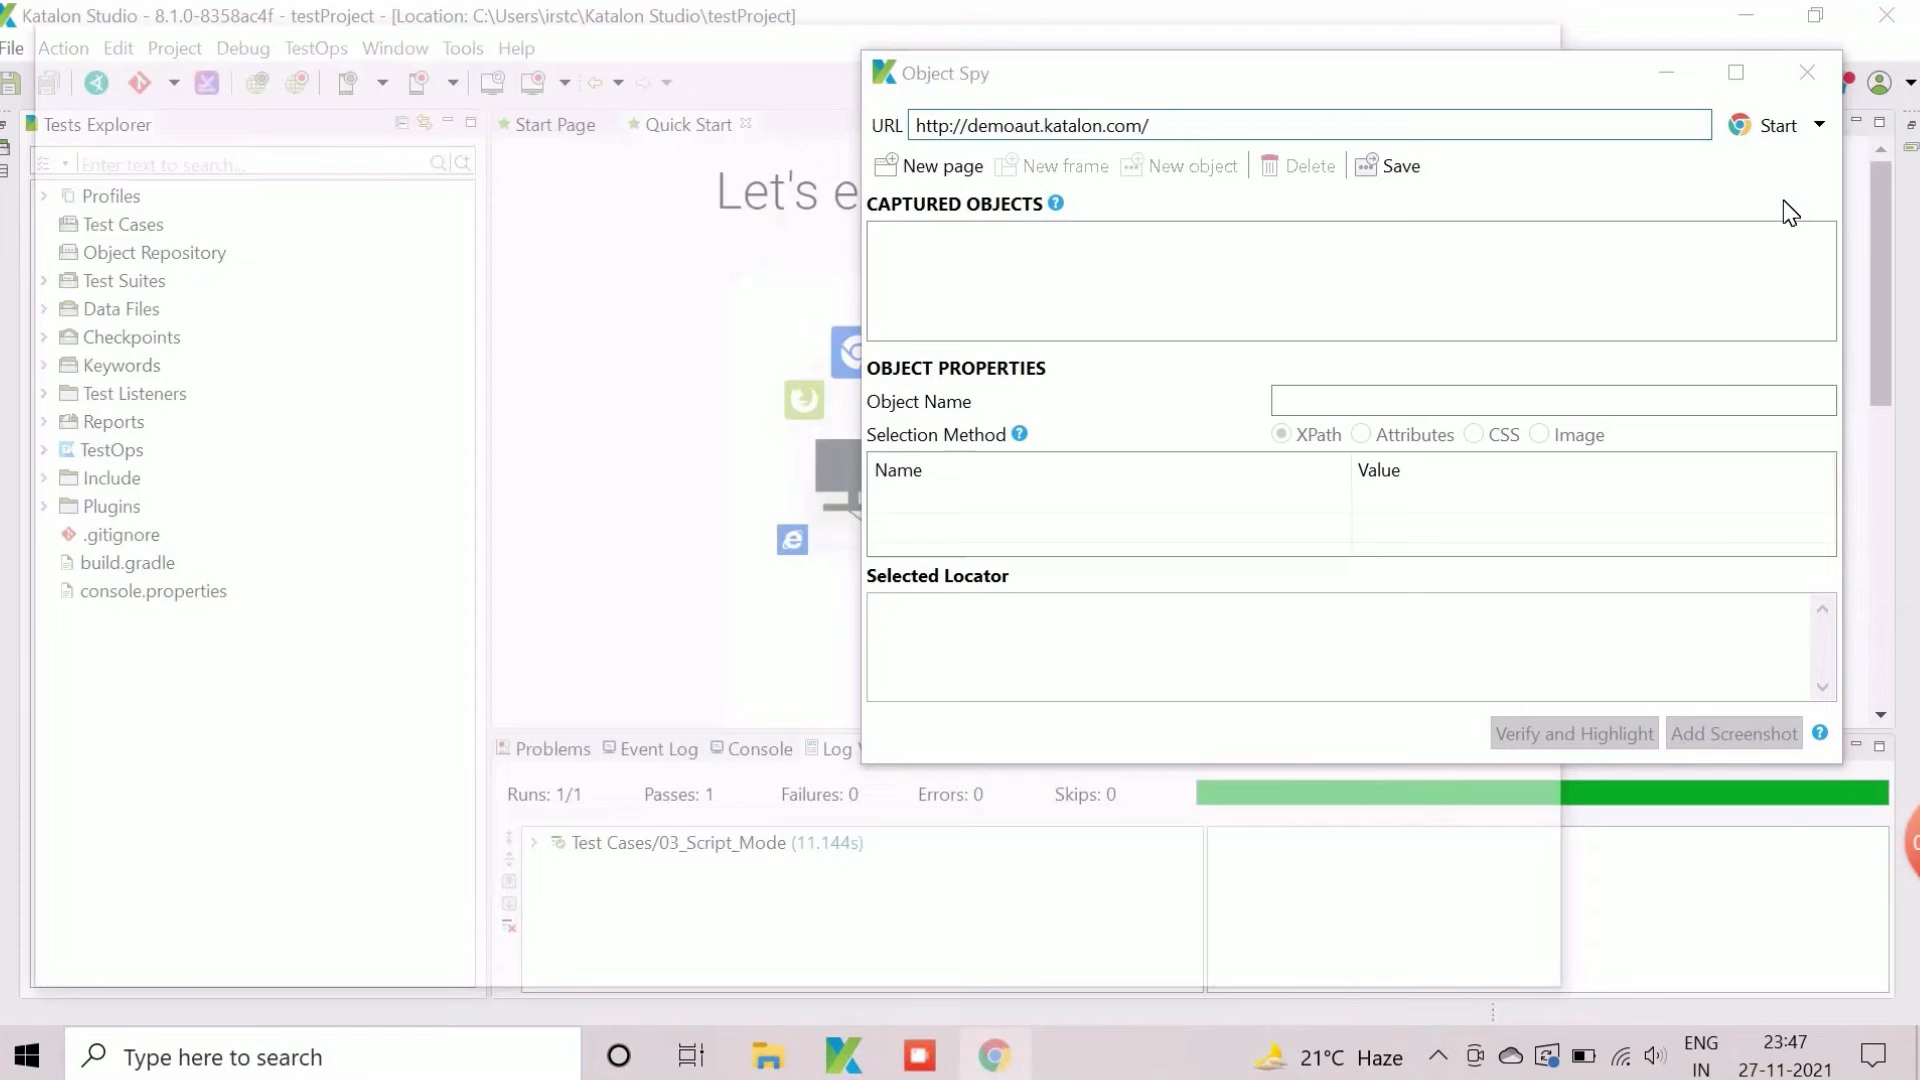 Katalon Studio - 8.1.0-8358ac4f - testProject - [Location: C:\Users\irstc\Katalon Studio\testProject]
File Action Edit Project Debug TestOps Window Tools Help
Object Spy
URL http://demoaut.katalon.com/ Start
New page New frame New object Delete Save
Tests Explorer
Enter text to search...
Profiles
Test Cases
Object Repository
Test Suites
Data Files
Checkpoints
Keywords
Test Listeners
Reports
TestOps
Include
Plugins
.gitignore
build.gradle
console.properties
Start Page Quick Start
Let's e
CAPTURED OBJECTS ?
OBJECT PROPERTIES
Object Name
Selection Method ? XPath Attributes CSS Image
Name Value
Selected Locator
Verify and Highlight Add Screenshot ?
Problems Event Log Console Log
Runs: 1/1 Passes: 1 Failures: 0 Errors: 0 Skips: 0
Test Cases/03_Script_Mode (11.144s)
Type here to search
21°C Haze
ENG
IN
23:47
27-11-2021